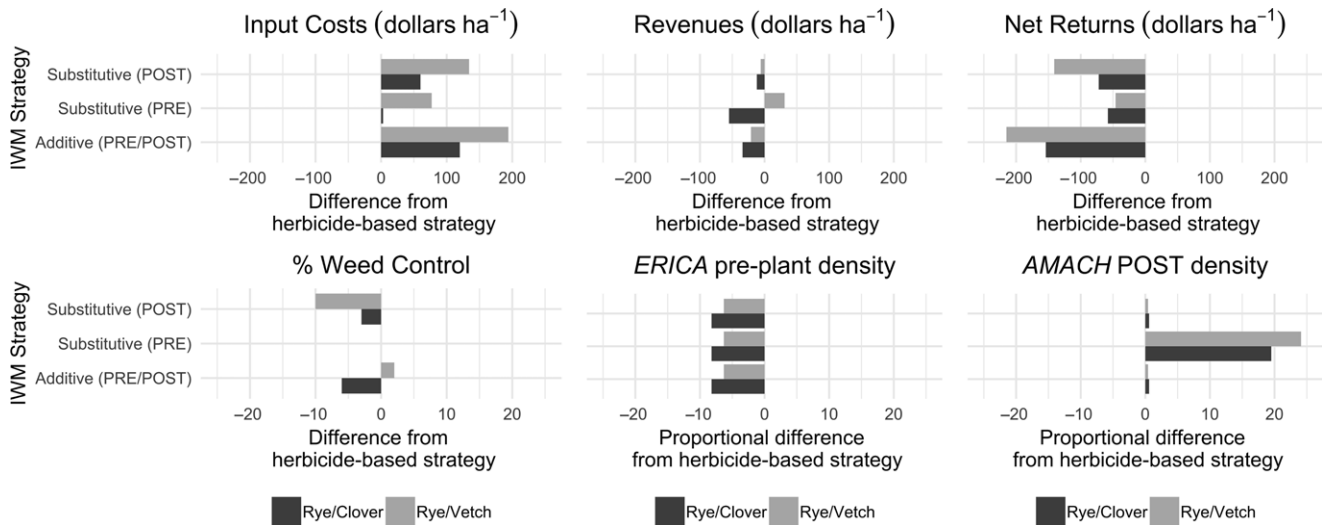 Input Costs (dollars ha⁻¹)
Revenues (dollars ha⁻¹)
Net Returns (dollars ha⁻¹)
IWM Strategy
Substitutive (POST)
Substitutive (PRE)
Additive (PRE/POST)
−200 −100 0 100 200
−200 −100 0 100 200
−200 −100 0 100 200
Difference from
herbicide-based strategy
Difference from
herbicide-based strategy
Difference from
herbicide-based strategy
% Weed Control
ERICA pre-plant density
AMACH POST density
IWM Strategy
Substitutive (POST)
Substitutive (PRE)
Additive (PRE/POST)
−20 −10 0 10 20
−20 −10 0 10 20
−20 −10 0 10 20
Difference from
herbicide-based strategy
Proportional difference
from herbicide-based strategy
Proportional difference
from herbicide-based strategy
Rye/Clover Rye/Vetch
Rye/Clover Rye/Vetch
Rye/Clover Rye/Vetch